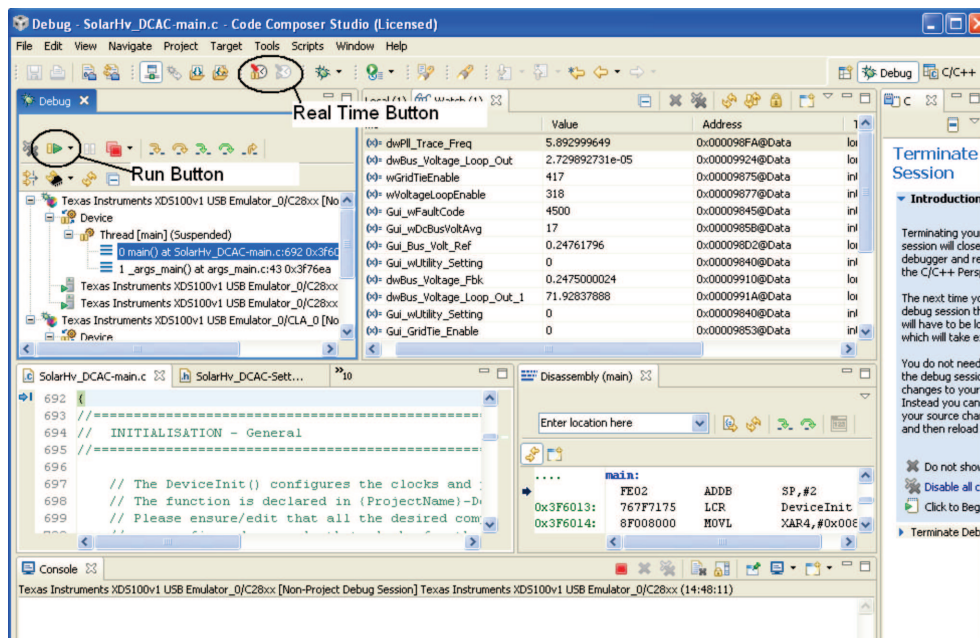 Debug - SolarHv_DCAC-main.c - Code Composer Studio (Licensed)
File Edit View Navigate Project Target Tools Scripts Window Help
Debug C/C++
Real Time Button
Debug
Watch (1)
Run Button
Texas Instruments XDS100v1 USB Emulator_0/C28xx [No
Device
Thread [main] (Suspended)
0 main() at SolarHv_DCAC-main.c:692 0x3f60
1 _args_main() at args_main.c:43 0x3f76ea
Texas Instruments XDS100v1 USB Emulator_0/C28xx
Texas Instruments XDS100v1 USB Emulator_0/C28xx
Texas Instruments XDS100v1 USB Emulator_0/CLA_0 [No
Device
Value Address
(x)= dwPll_Trace_Freq 5.892999649 0x000098FA@Data
(x)= dwBus_Voltage_Loop_Out 2.729892731e-05 0x00009924@Data
(x)= wGridTieEnable 417 0x00009875@Data
(x)= wVoltageLoopEnable 318 0x00009877@Data
(x)= Gui_wFaultCode 4500 0x00009845@Data
(x)= Gui_wDcBusVoltAvg 17 0x0000985B@Data
(x)= Gui_Bus_Volt_Ref 0.24761796 0x000098D2@Data
(x)= Gui_wUtility_Setting 0 0x00009840@Data
(x)= dwBus_Voltage_Fbk 0.2475000024 0x00009910@Data
(x)= dwBus_Voltage_Loop_Out_1 71.92837888 0x0000991A@Data
(x)= Gui_wUtility_Setting 0 0x00009840@Data
(x)= Gui_GridTie_Enable 0 0x00009853@Data
C
Terminate
Session
Introduction
Terminating your
session will close
debugger and re
the C/C++ Persp
The next time yo
debug session th
will have to be lo
which will take e
You do not need
the debug sessio
changes to your
Instead you can
your source cha
and then reload
Do not show
Disable all c
Click to Beg
Terminate Deb
SolarHv_DCAC-main.c SolarHv_DCAC-Sett... »10
692 {
693 //==================================================
694 // INITIALISATION - General
695 //==================================================
696
697 // The DeviceInit() configures the clocks and
698 // The function is declared in (ProjectName)-De
699 // Please ensure/edit that all the desired com
Disassembly (main)
Enter location here
.... main:
FE02 ADDB SP,#2
0x3F6013: 767F7175 LCR DeviceInit
0x3F6014: 8F008000 MOVL XAR4,#0x008
Console
Texas Instruments XDS100v1 USB Emulator_0/C28xx [Non-Project Debug Session] Texas Instruments XDS100v1 USB Emulator_0/C28xx (14:48:11)